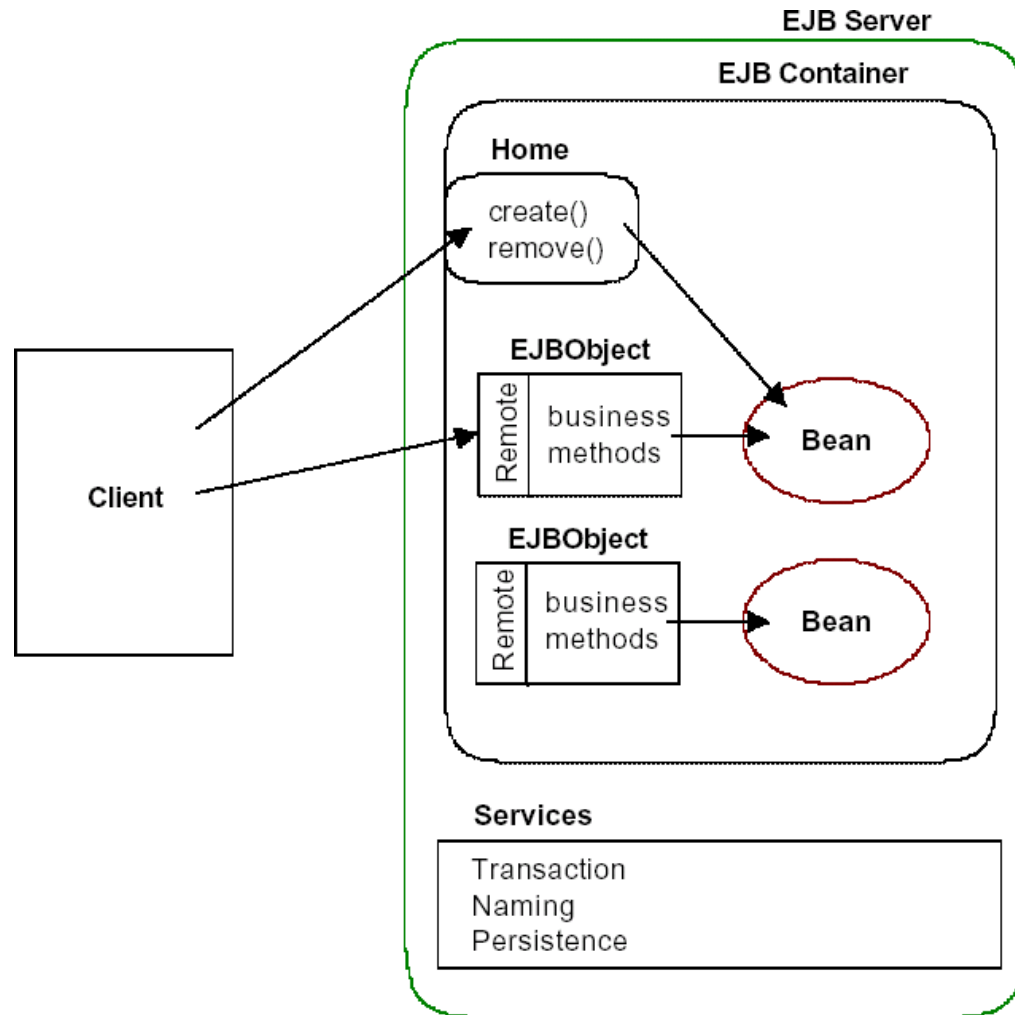 EJB Server
EJB Container
Home
create()
remove()
EJBObject
Remote
business
methods
Bean
Client
EJBObject
Remote
business
methods
Bean
Services
Transaction
Naming
Persistence